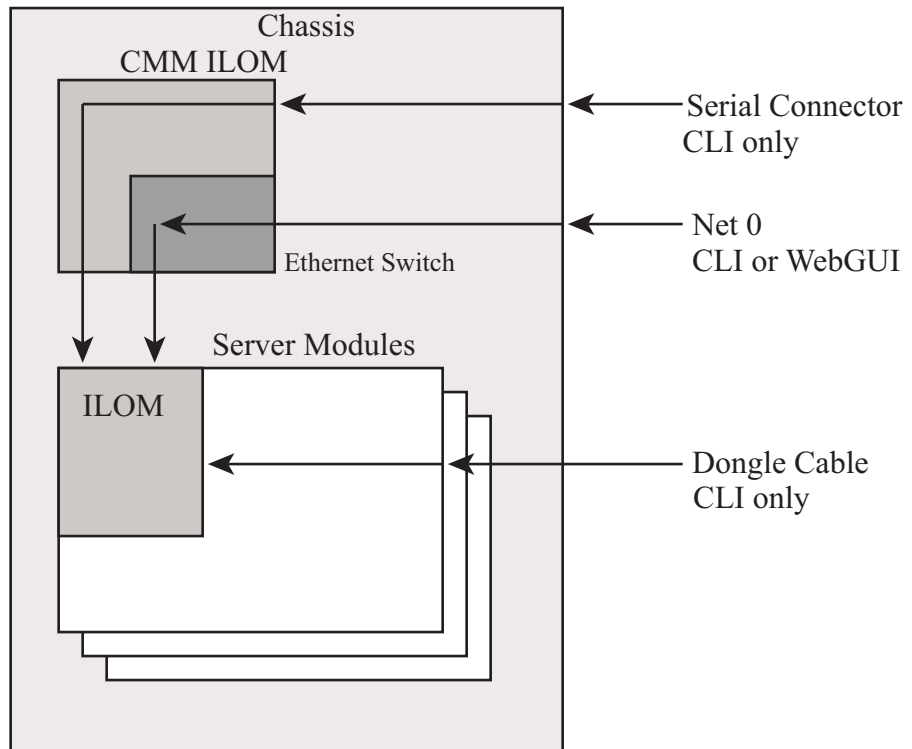 Chassis
CMM ILOM
Serial Connector
CLI only
Net 0
CLI or WebGUI
Ethernet Switch
Server Modules
ILOM
Dongle Cable
CLI only